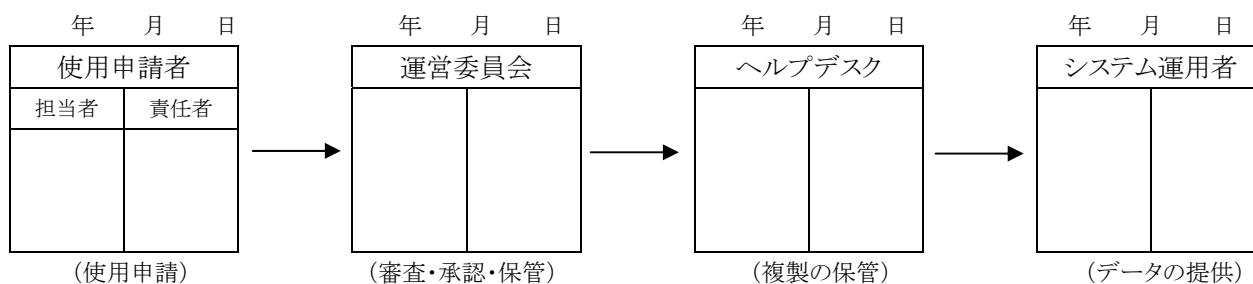 年 月 日 年 月 日 年 月 日 年 月 日
使用申請者 運営委員会 ヘルプデスク システム運用者
担当者 責任者
(使用申請) (審査・承認・保管) (複製の保管) (データの提供)